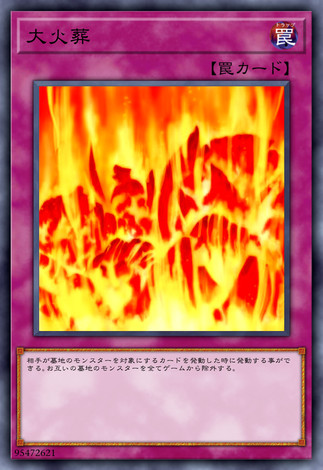 大火葬
トラップ
罠
【罠カード】
相手が墓地のモンスターを対象にするカードを発動した時に発動する事がで
きる。お互いの墓地のモンスターを全てゲームから除外する。
95472621